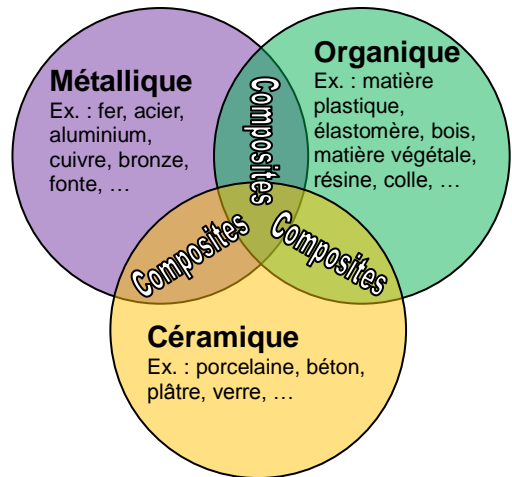 Métallique
Ex. : fer, acier,
aluminium,
cuivre, bronze,
fonte, …
Organique
Ex. : matière
plastique,
élastomère, bois,
matière végétale,
résine, colle, …
Composites
Composites
Composites
Céramique
Ex. : porcelaine, béton,
plâtre, verre, …